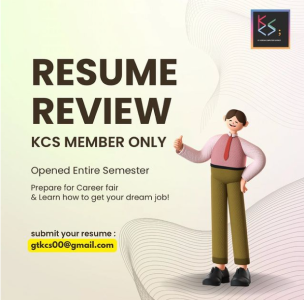 KCS;
RESUME
REVIEW
KCS MEMBER ONLY
Opened Entire Semester
Prepare for Career fair
& Learn how to get your dream job!
submit your resume :
gtkcs00@gmail.com